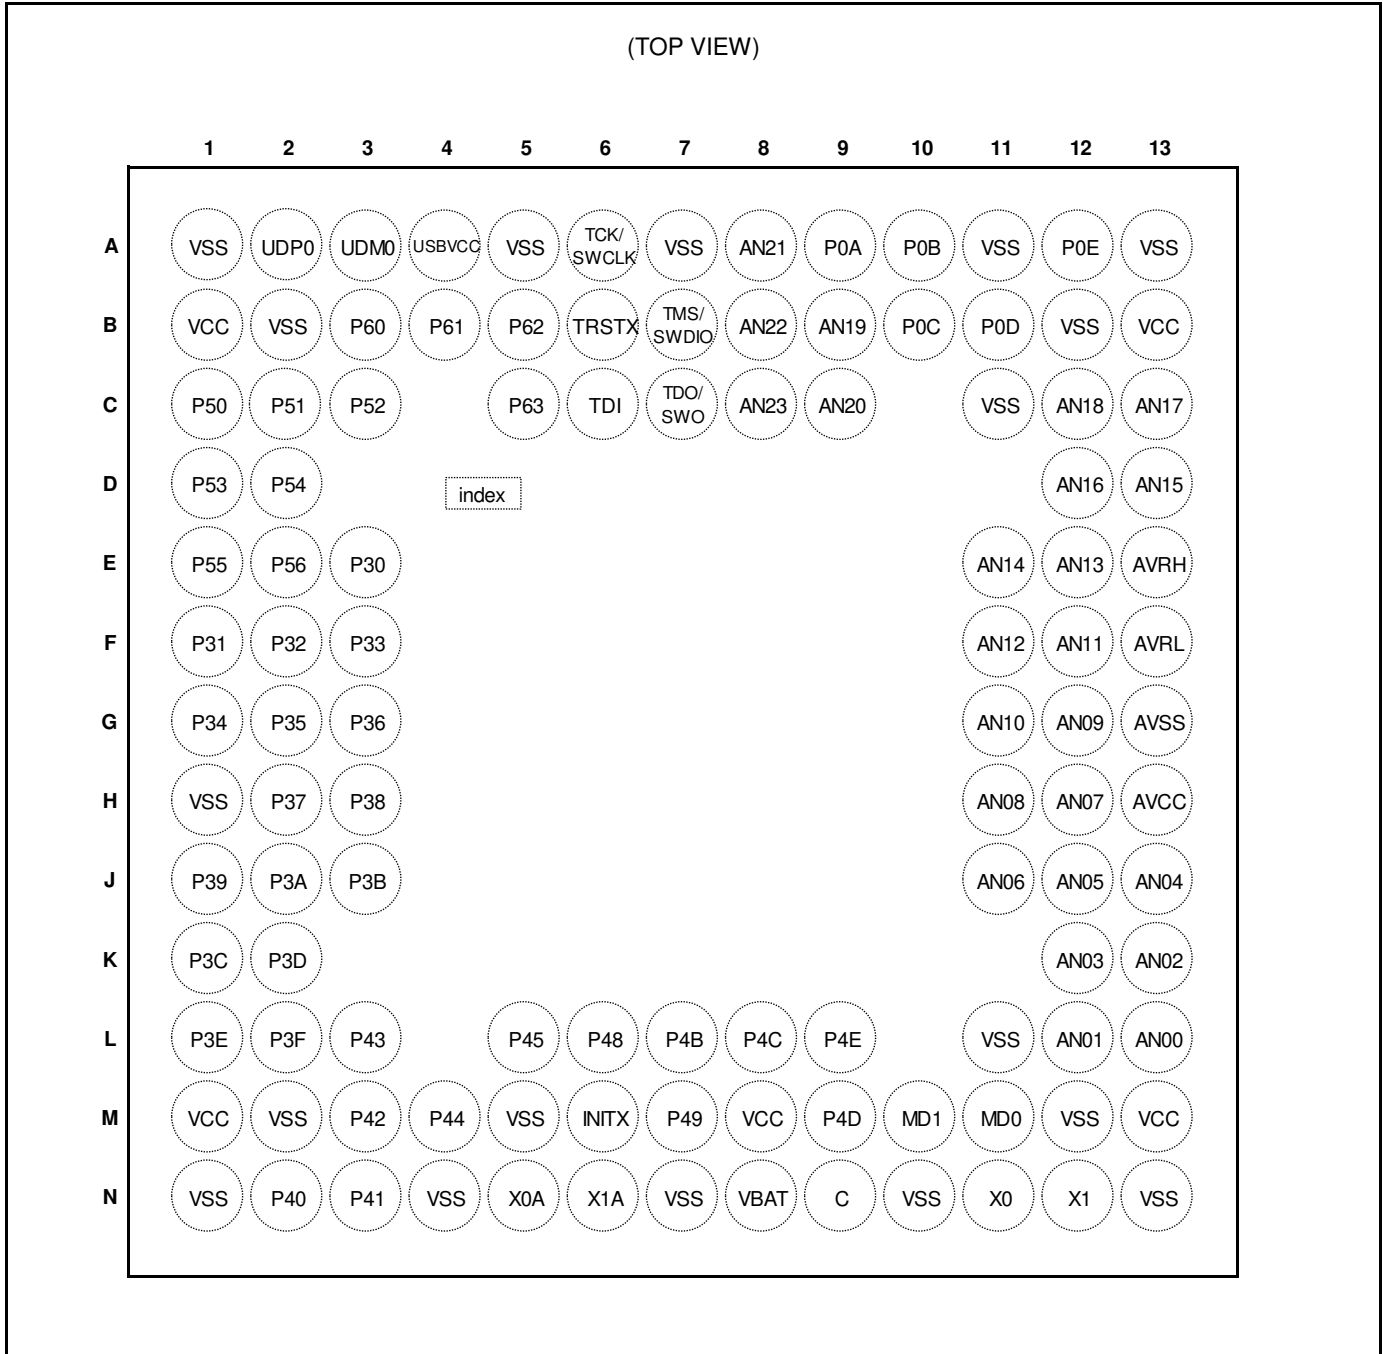 (TOP VIEW)
1 2 3 4 5 6 7 8 9 10 11 12 13
A VSS UDP0 UDM0 USBVCC VSS TCK/ SWCLK VSS AN21 P0A P0B VSS P0E VSS
B VCC VSS P60 P61 P62 TRSTX TMS/ SWDIO AN22 AN19 P0C P0D VSS VCC
C P50 P51 P52 P63 TDI TDO/ SWO AN23 AN20 VSS AN18 AN17
D P53 P54 index AN16 AN15
E P55 P56 P30 AN14 AN13 AVRH
F P31 P32 P33 AN12 AN11 AVRL
G P34 P35 P36 AN10 AN09 AVSS
H VSS P37 P38 AN08 AN07 AVCC
J P39 P3A P3B AN06 AN05 AN04
K P3C P3D AN03 AN02
L P3E P3F P43 P45 P48 P4B P4C P4E VSS AN01 AN00
M VCC VSS P42 P44 VSS INITX P49 VCC P4D MD1 MD0 VSS VCC
N VSS P40 P41 VSS X0A X1A VSS VBAT C VSS X0 X1 VSS